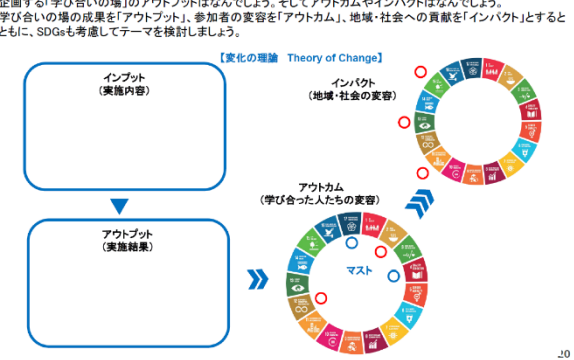 企画する「学び合いの場」のアウトプットはなんでしょう。そしてアウトカムやインパクトはなんでしょう。
学び合いの場の成果を「アウトプット」、参加者の変容を「アウトカム」、地域・社会への貢献を「インパクト」とすると
ともに、SDGsも考慮してテーマを検討しましょう。
【変化の理論 Theory of Change】
インプット
(実施内容)
インパクト
(地域・社会の変容)
アウトカム
(学び合った人たちの変容)
アウトプット
(実施結果)
マスト
20